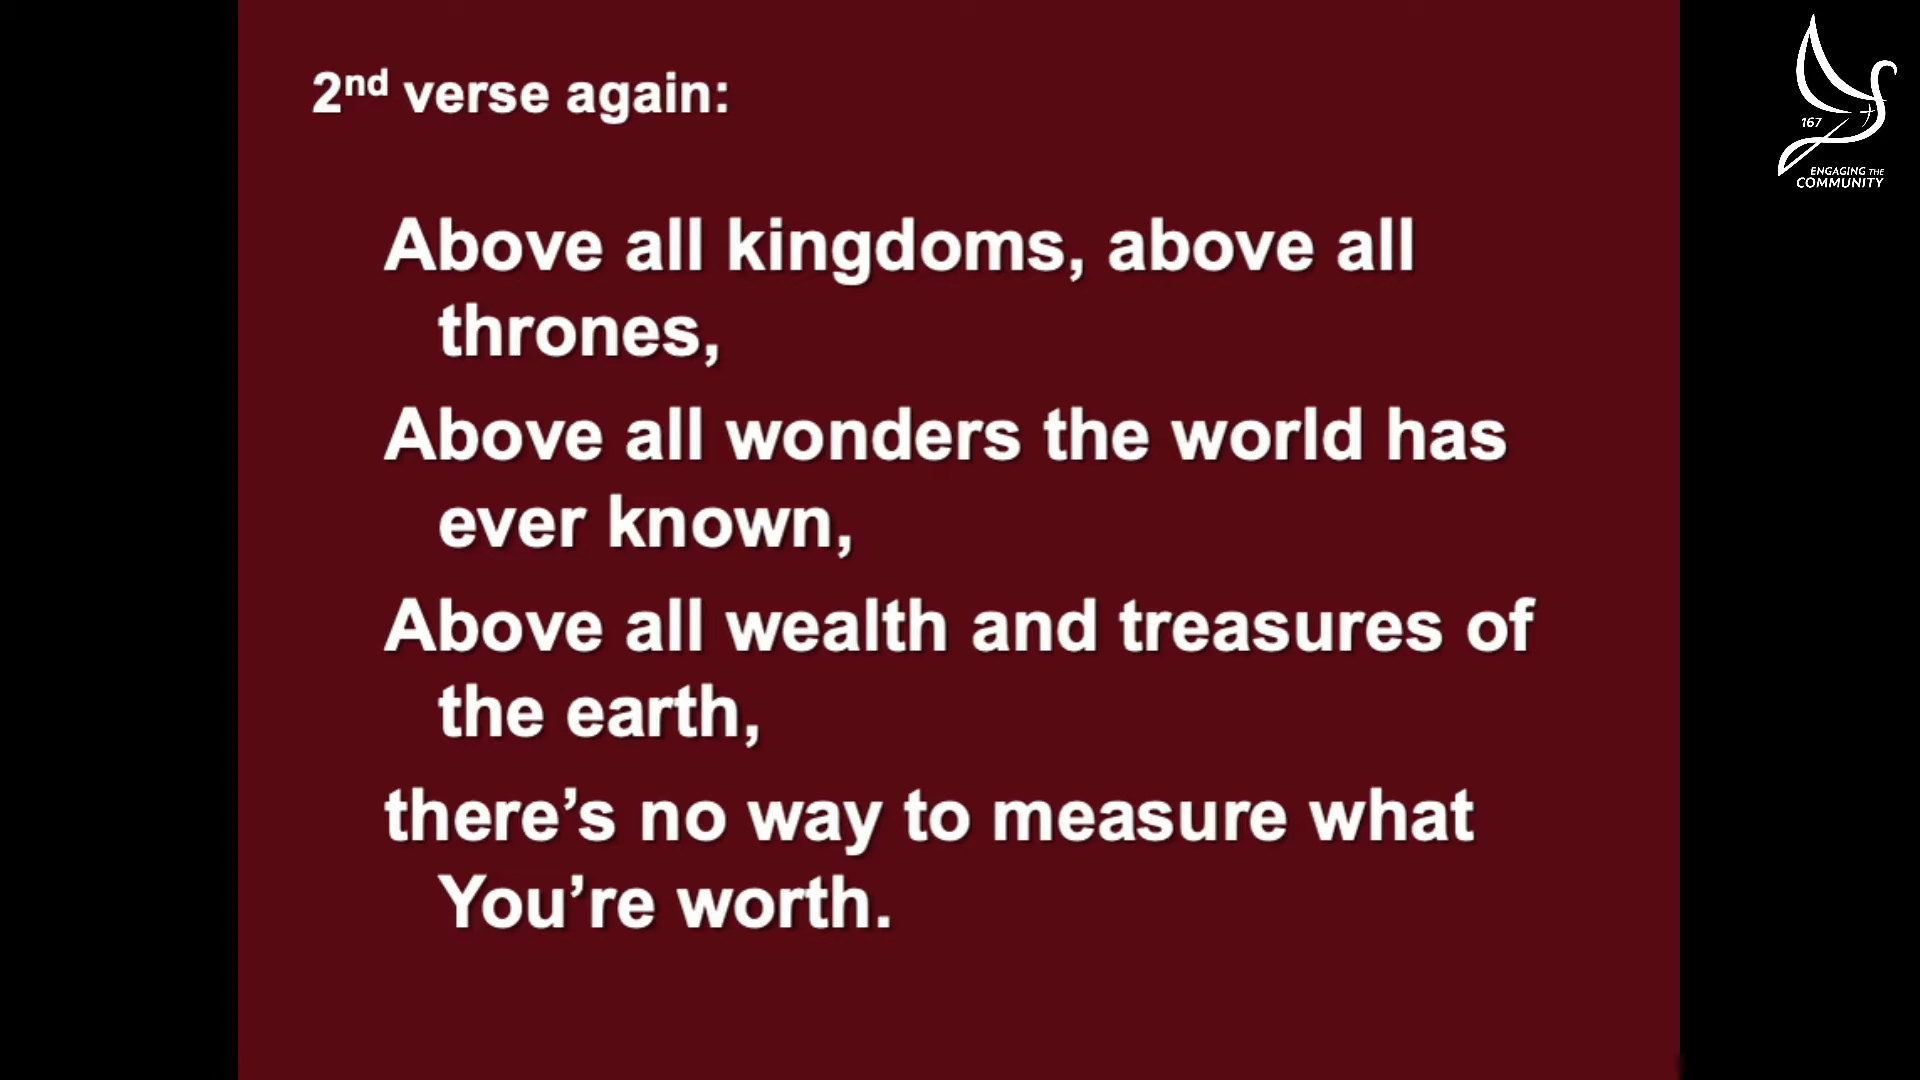 2nd verse again:
Above all kingdoms, above all
thrones,
Above all wonders the world has
ever known,
Above all wealth and treasures of
the earth,
there’s no way to measure what
You’re worth.
167
ENGAGING THE
COMMUNITY